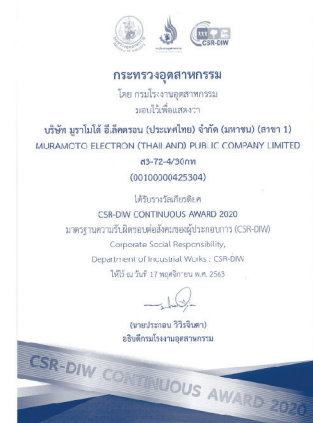 CSR-DIW
กระทรวงอุตสาหกรรม
โดย กรมโรงงานอุตสาหกรรม
มอบไว้เพื่อแสดงว่า
บริษัท มูราโมโต้ อีเล็คตรอน (ประเทศไทย) จำกัด (มหาชน) (สาขา 1)
MURAMOTO ELECTRON (THAILAND) PUBLIC COMPANY LIMITED
ศ3-72-4/30กท
(00100000425304)
ได้รับรางวัลเกียรติยศ
CSR-DIW CONTINUOUS AWARD 2020
มาตรฐานความรับผิดชอบต่อสังคมของผู้ประกอบการ (CSR-DIW)
Corporate Social Responsibility,
Department of Industrial Works : CSR-DIW
ให้ไว้ ณ วันที่ 17 พฤศจิกายน พ.ศ. 2563
(นายประกอบ วิวิธจินดา)
อธิบดีกรมโรงงานอุตสาหกรรม
CSR-DIW CONTINUOUS AWARD 2020